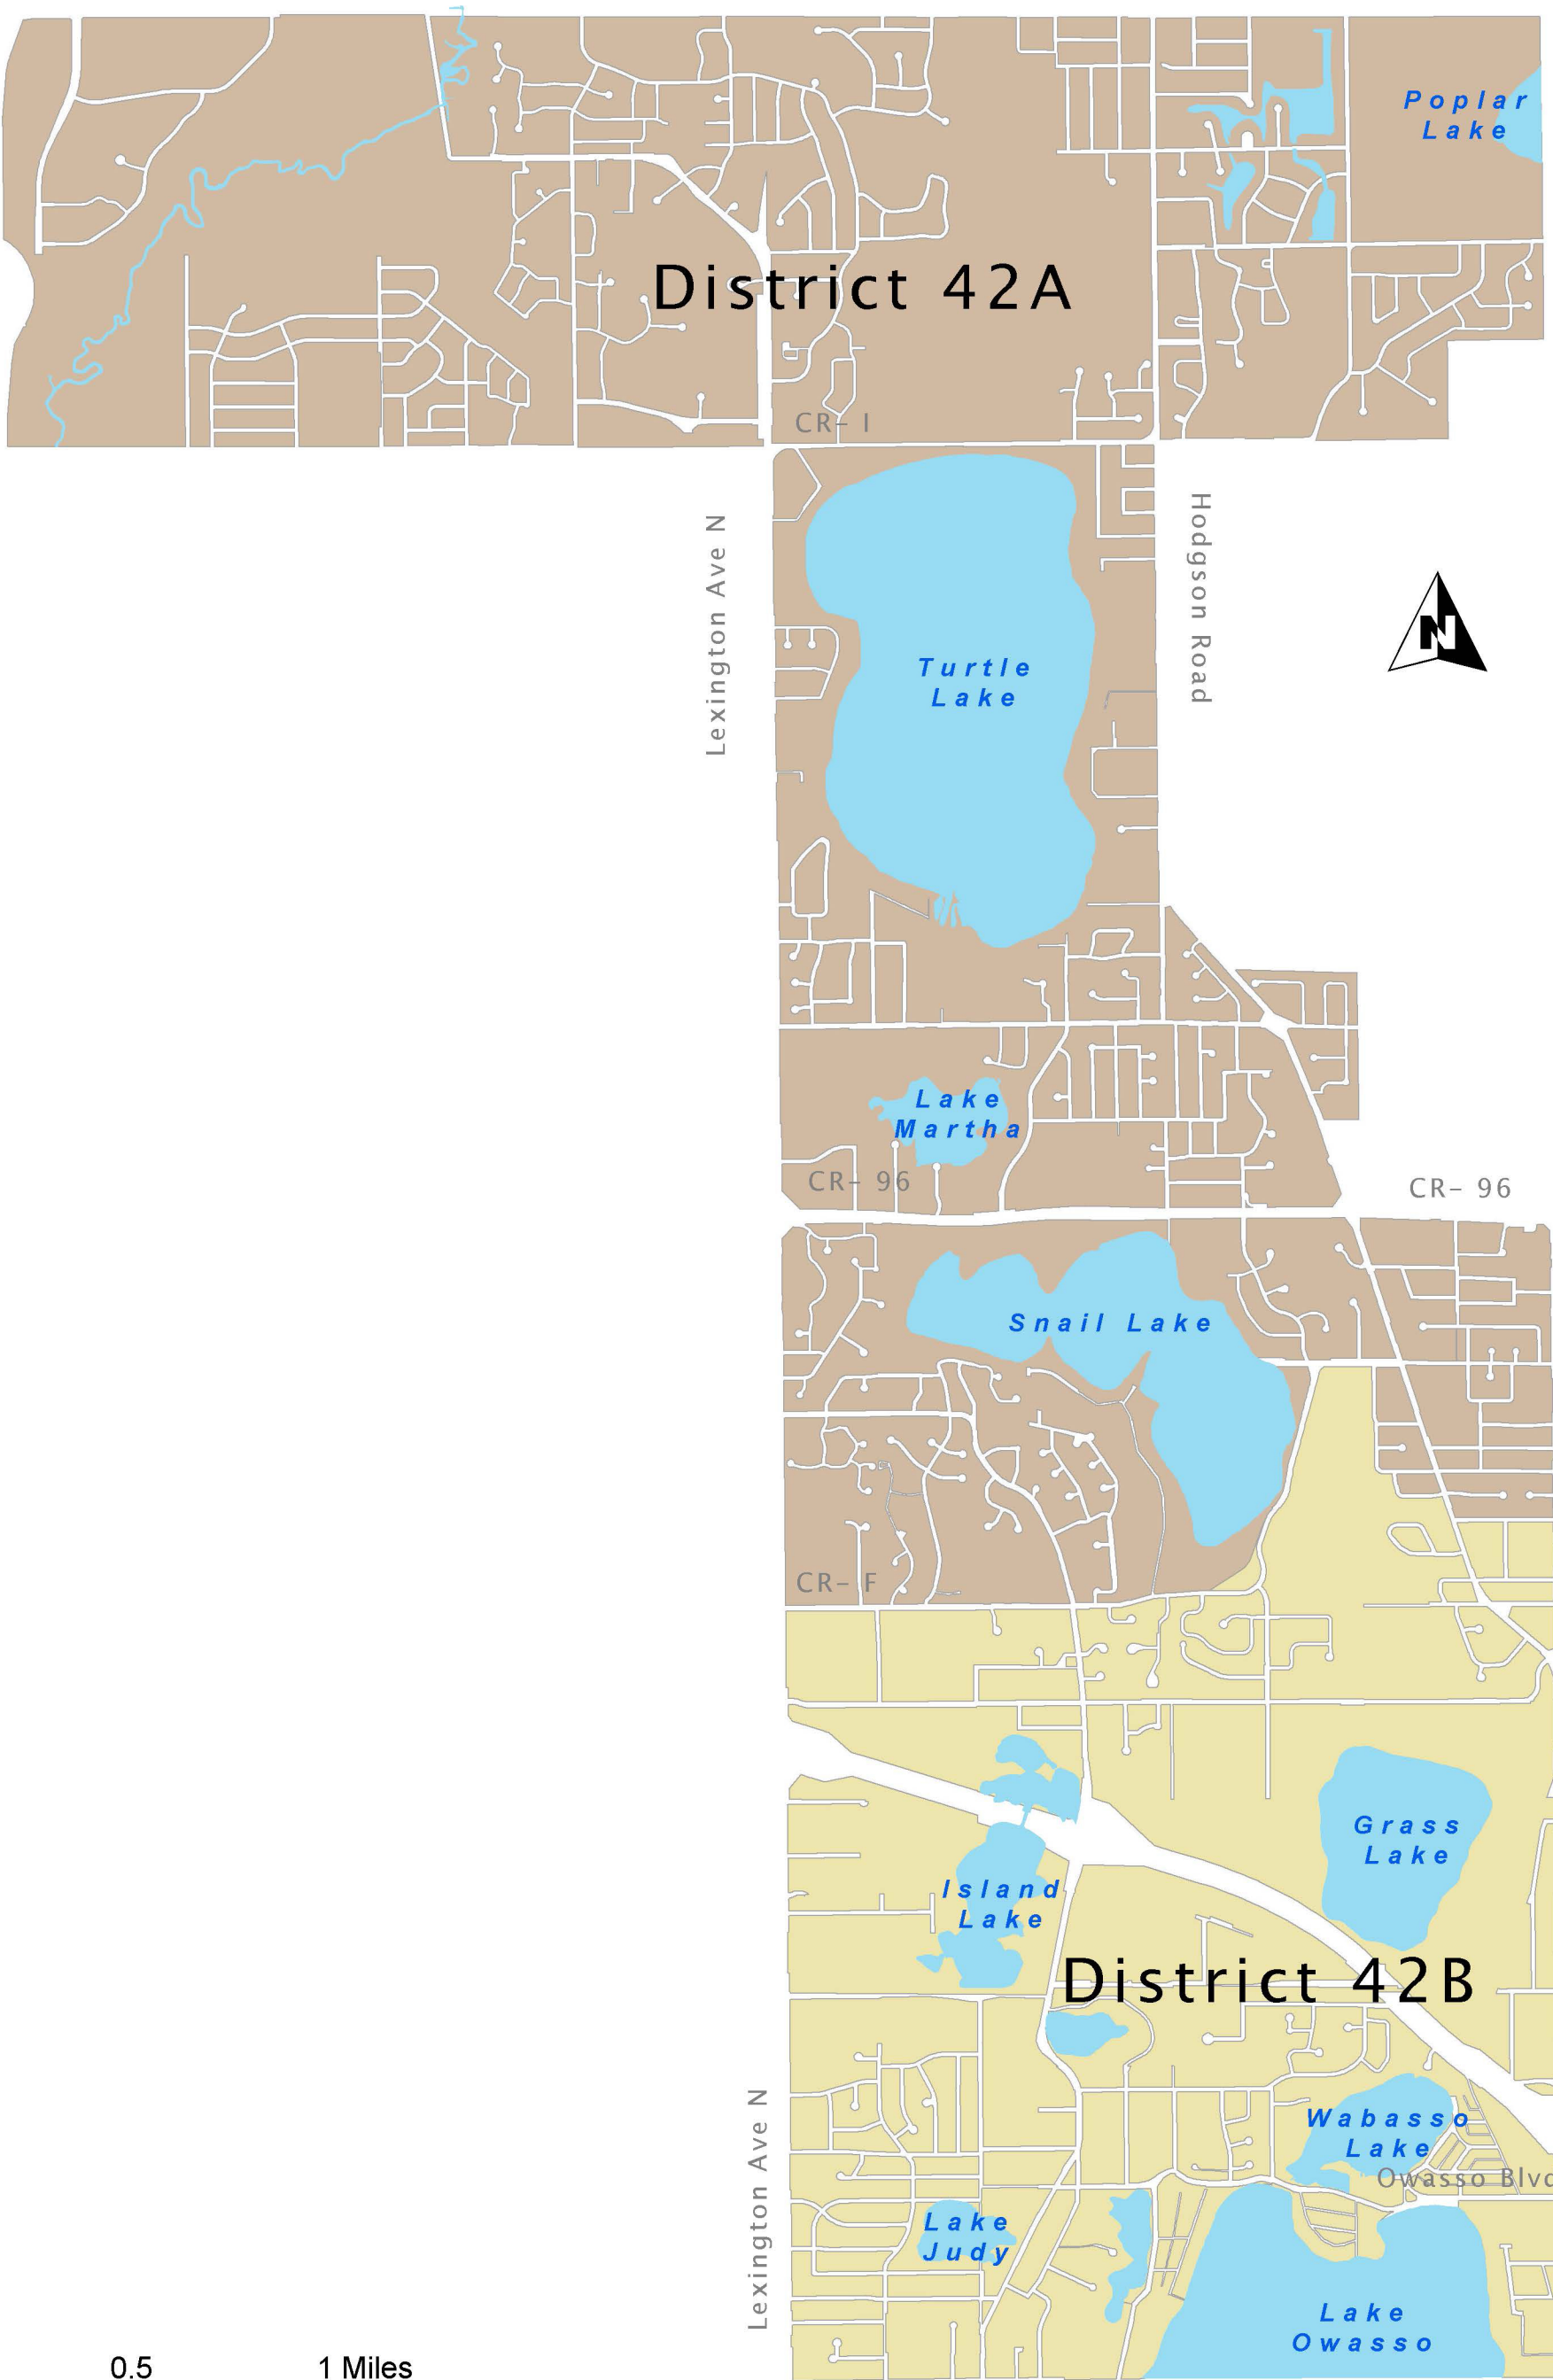 Poplar
Lake
District 42A
CR- I
Lexington Ave N
Hodgson Road
N
Turtle
Lake
Lake
Martha
CR- 96
CR- 96
Snail Lake
CR- F
Grass
Lake
Island
Lake
District 42B
Wabasso
Lake
Owasso Blvd
Lexington Ave N
Lake
Judy
Lake
Owasso
0.5
1 Miles